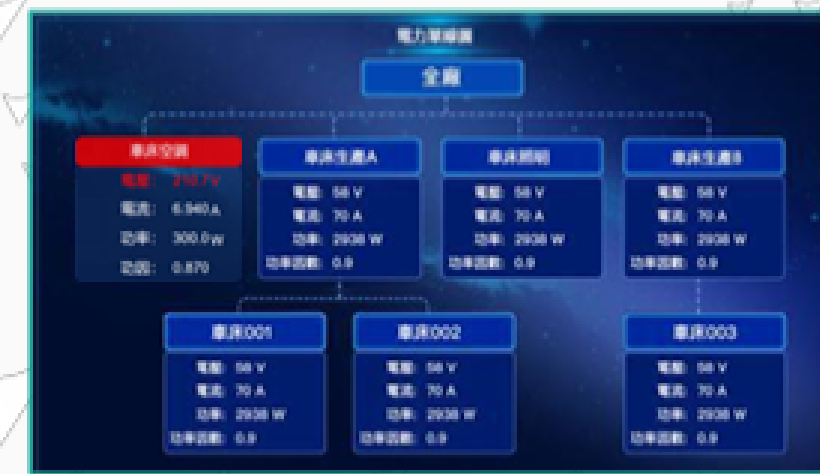 電力單線圖
全廠
車床空調
電壓: 210.7V
電流: 6.940A
功率: 300.0W
功因: 0.870
車床生產A
電壓: 58 V
電流: 70 A
功率: 2938 W
功率因數: 0.9
車床照明
電壓: 58 V
電流: 70 A
功率: 2938 W
功率因數: 0.9
車床生產B
電壓: 58 V
電流: 70 A
功率: 2938 W
功率因數: 0.9
車床001
電壓: 58 V
電流: 70 A
功率: 2938 W
功率因數: 0.9
車床002
電壓: 58 V
電流: 70 A
功率: 2938 W
功率因數: 0.9
車床003
電壓: 58 V
電流: 70 A
功率: 2938 W
功率因數: 0.9